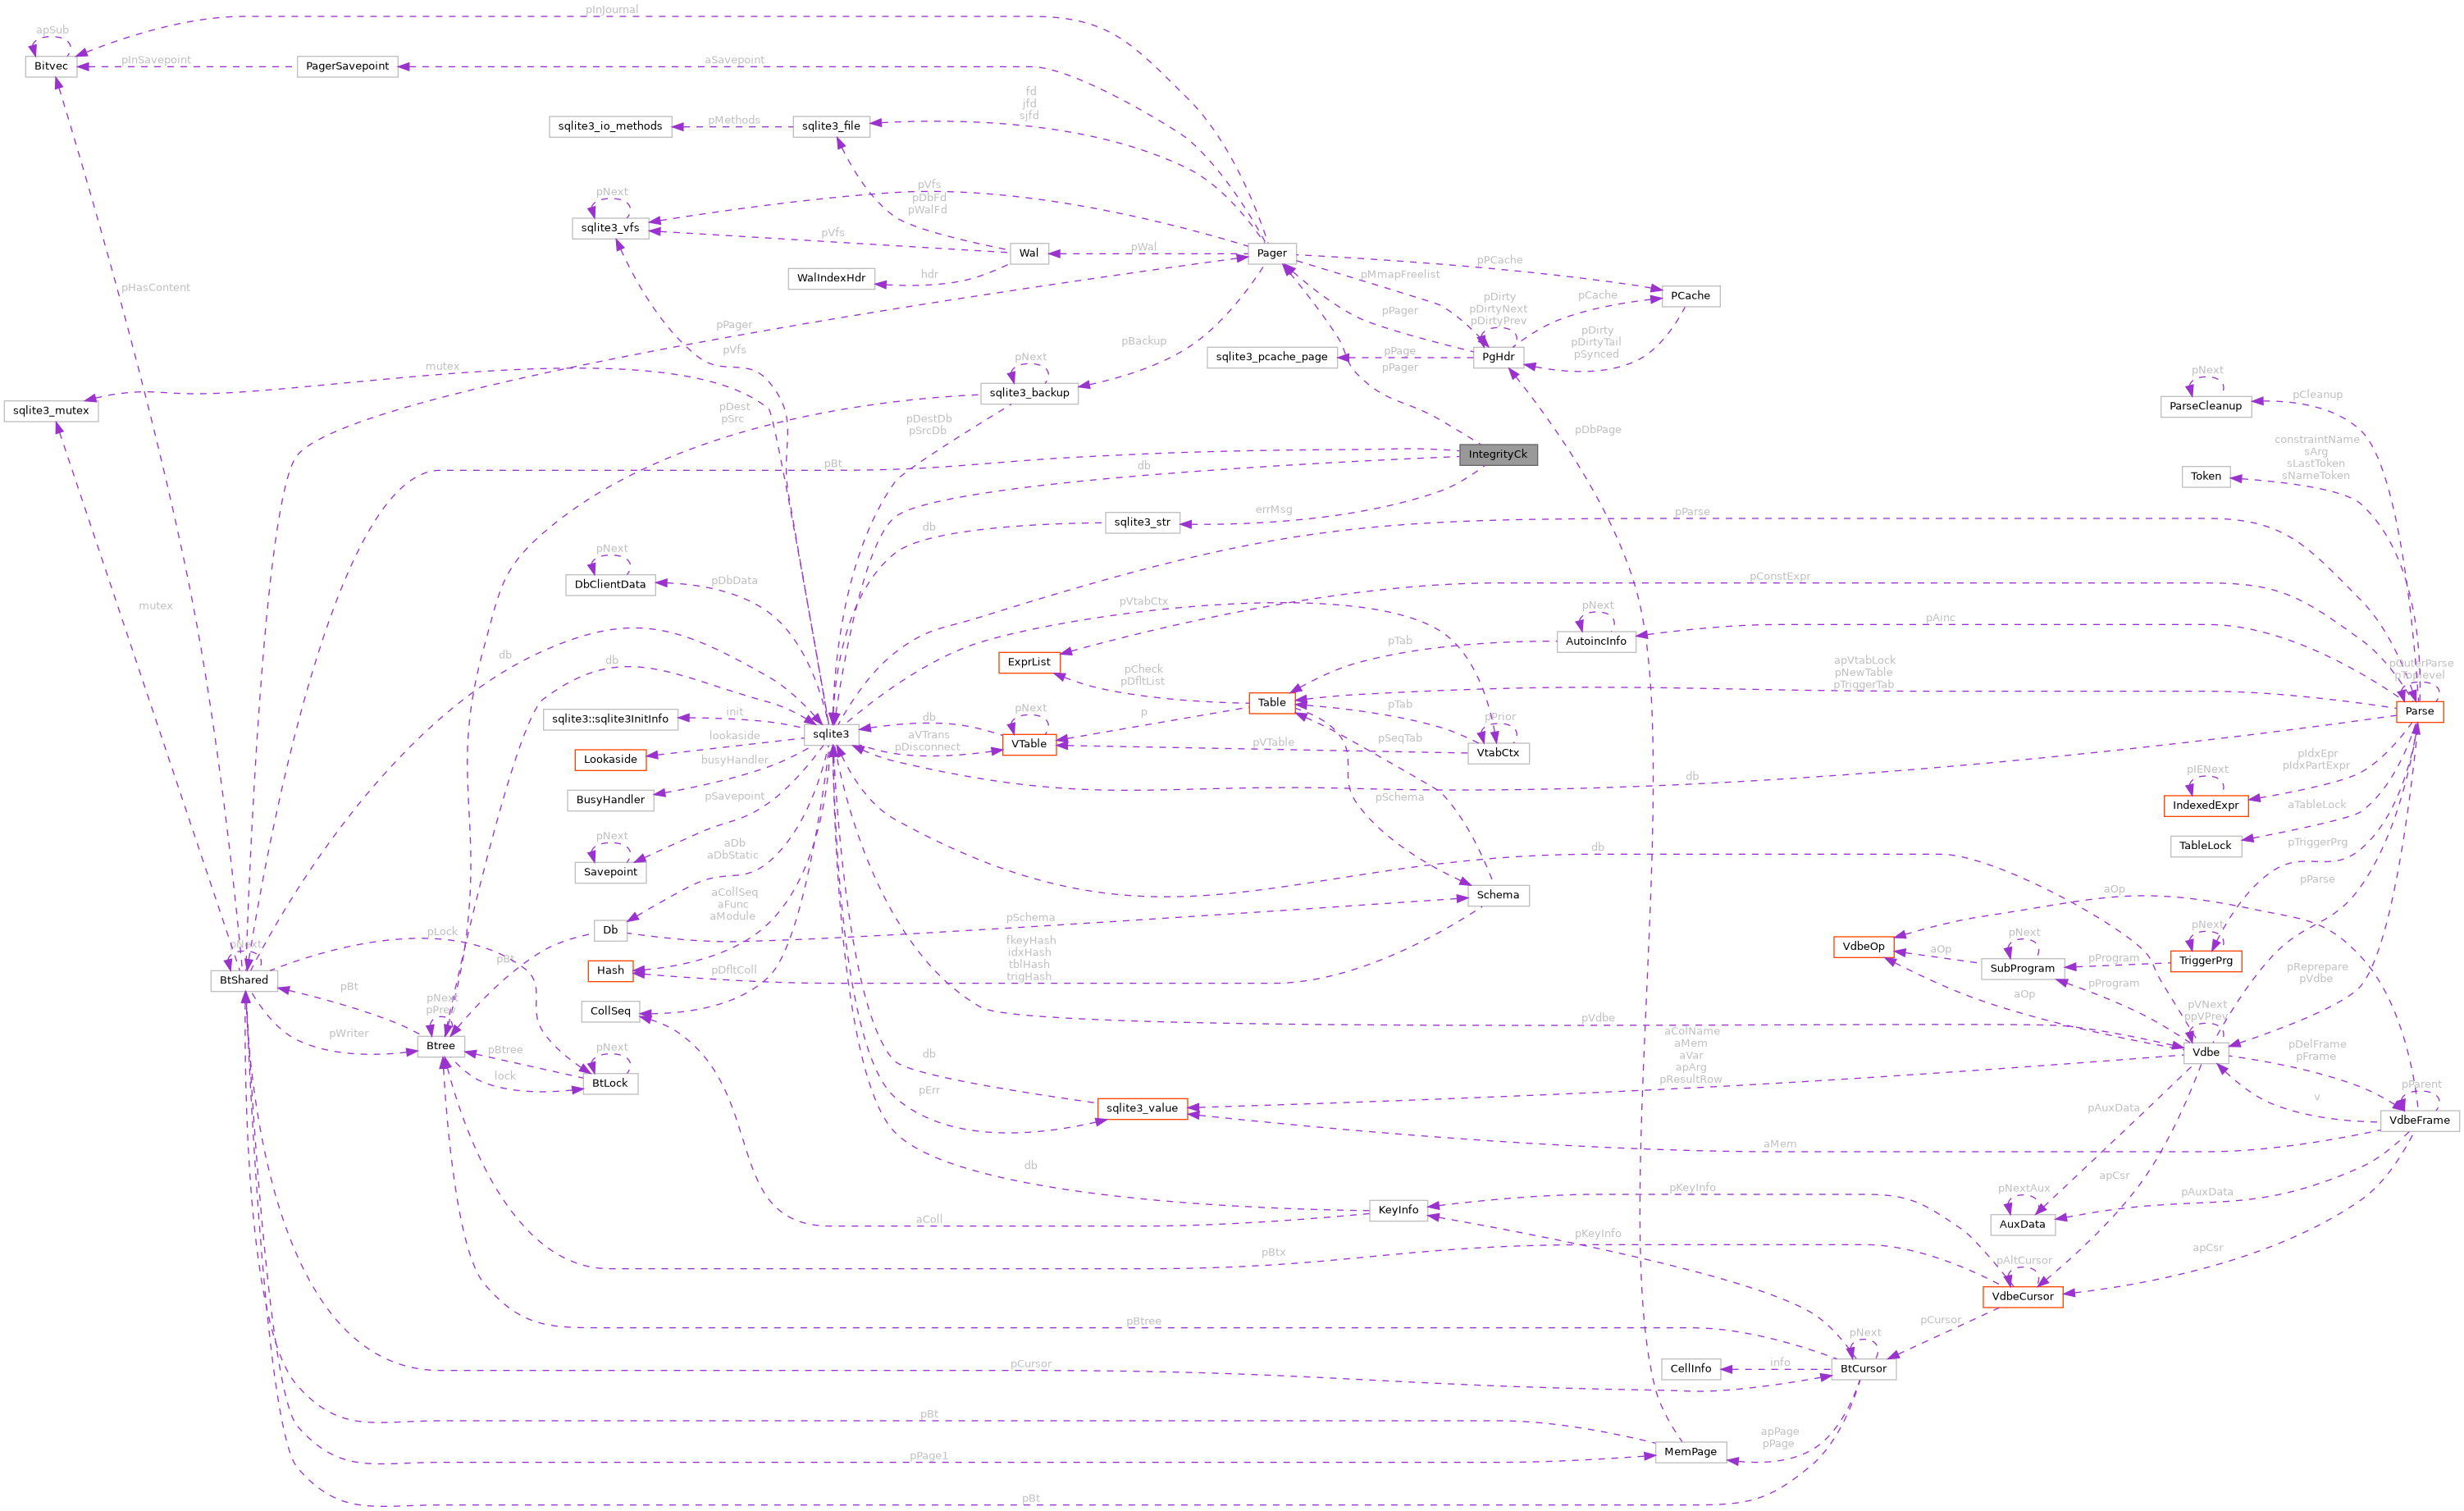 pInJournal
apSub
Bitvec
pInSavepoint
PagerSavepoint
aSavepoint
fd
jfd
sjfd
sqlite3_io_methods
pMethods
sqlite3_file
pNext
sqlite3_vfs
pVfs
pDbFd
pWalFd
pVfs
Wal
pWal
Pager
WalIndexHdr
hdr
pPCache
pMmapFreelist
pCache
PCache
pHasContent
pPager
pVfs
pBackup
pPager
pDirty
pDirtyNext
pDirtyPrev
pDirty
pDirtyTail
pSynced
sqlite3_pcache_page
pPage
PgHdr
pPager
mutex
sqlite3_mutex
pNext
sqlite3_backup
pDest
pSrc
pDestDb
pSrcDb
pNext
ParseCleanup
pCleanup
pDbPage
pBt
db
IntegrityCk
constraintName
sArg
sLastToken
sNameToken
Token
errMsg
sqlite3_str
db
pParse
pNext
DbClientData
pDbData
pConstExpr
mutex
pVtabCtx
pNext
AutoincInfo
pAinc
db
db
ExprList
pCheck
pDfltList
pTab
apVtabLock
pNewTable
pTriggerTab
pOuterParse
pToplevel
Parse
sqlite3::sqlite3InitInfo
init
sqlite3
db
pNext
VTable
p
Table
pTab
pPrior
VtabCtx
pVTable
pSeqTab
aVTrans
pDisconnect
Lookaside
lookaside
busyHandler
BusyHandler
pSavepoint
db
pSchema
pIdxEpr
pIdxPartExpr
pIENext
IndexedExpr
aTableLock
TableLock
pNext
Savepoint
aDb
aDbStatic
db
pTriggerPrg
pParse
aCollSeq
aFunc
aModule
Schema
aOp
Db
pSchema
pLock
pBt
fkeyHash
idxHash
tblHash
trigHash
VdbeOp
aOp
pNext
SubProgram
pProgram
pNext
TriggerPrg
pNext
BtShared
Hash
pDfltColl
pBt
pNext
pPrev
CollSeq
aOp
pProgram
pReprepare
pVdbe
pVNext
ppVPrev
pVdbe
pWriter
Btree
pBtree
pNext
BtLock
lock
db
pErr
aColName
aMem
aVar
apArg
pResultRow
Vdbe
pDelFrame
pFrame
sqlite3_value
pAuxData
v
pParent
VdbeFrame
aMem
db
pKeyInfo
KeyInfo
aColl
pNextAux
AuxData
apCsr
pAuxData
pKeyInfo
pBtx
pAltCursor
VdbeCursor
apCsr
pBtree
pCursor
pNext
BtCursor
info
CellInfo
pCursor
pBt
apPage
pPage
MemPage
pPage1
pBt